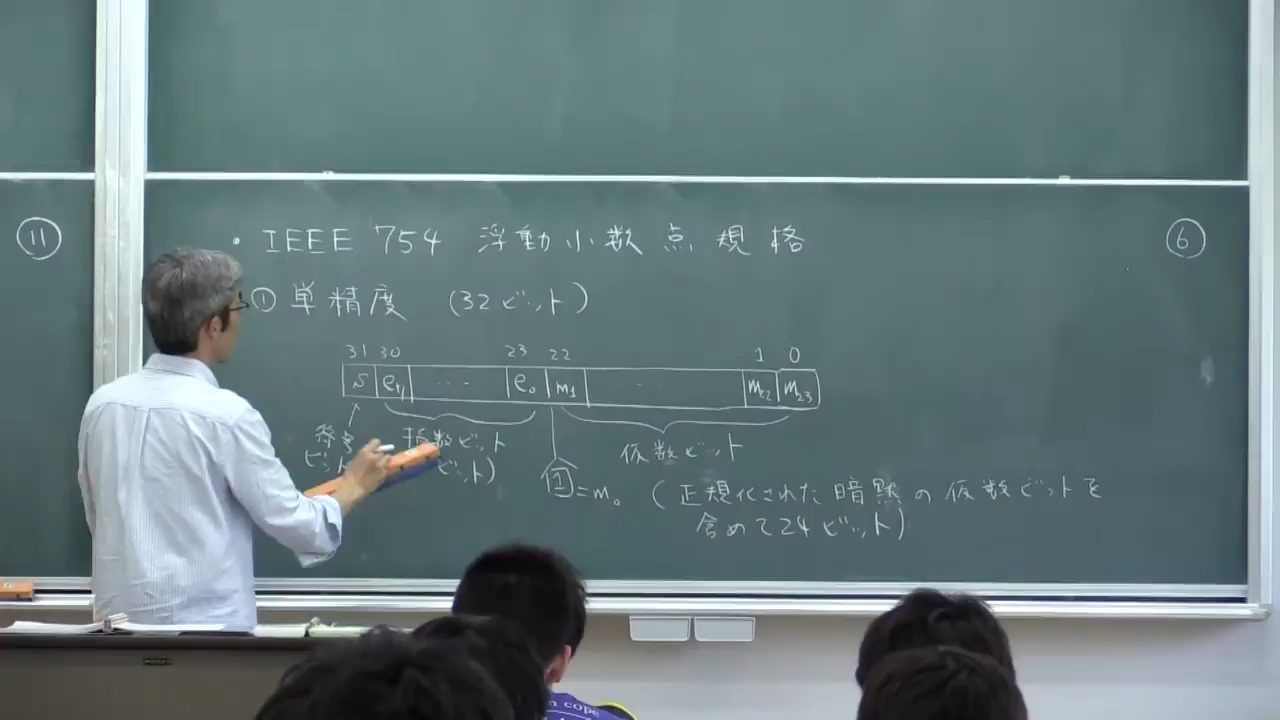 ⑪
・IEEE 754 浮動小数点規格
⑥
① 単精度 (32ビット)
31 30 23 22 1 0
s e₇ … e₀ m₁ … m₂₂ m₂₃
符号 指数ビット
ビット ビット)
仮数ビット
1 = m₀ (正規化された暗黙の仮数ビットを
含めて24ビット)
n cope